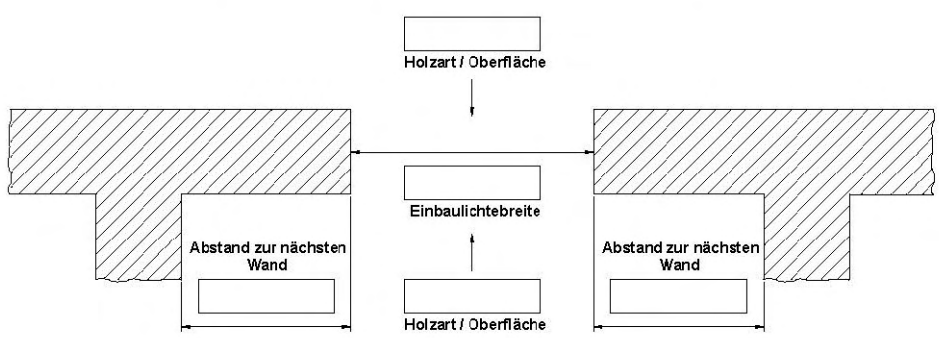 Holzart / Oberfläche
Einbaulichtebreite
Abstand zur nächsten
Wand
Abstand zur nächsten
Wand
Holzart / Oberfläche